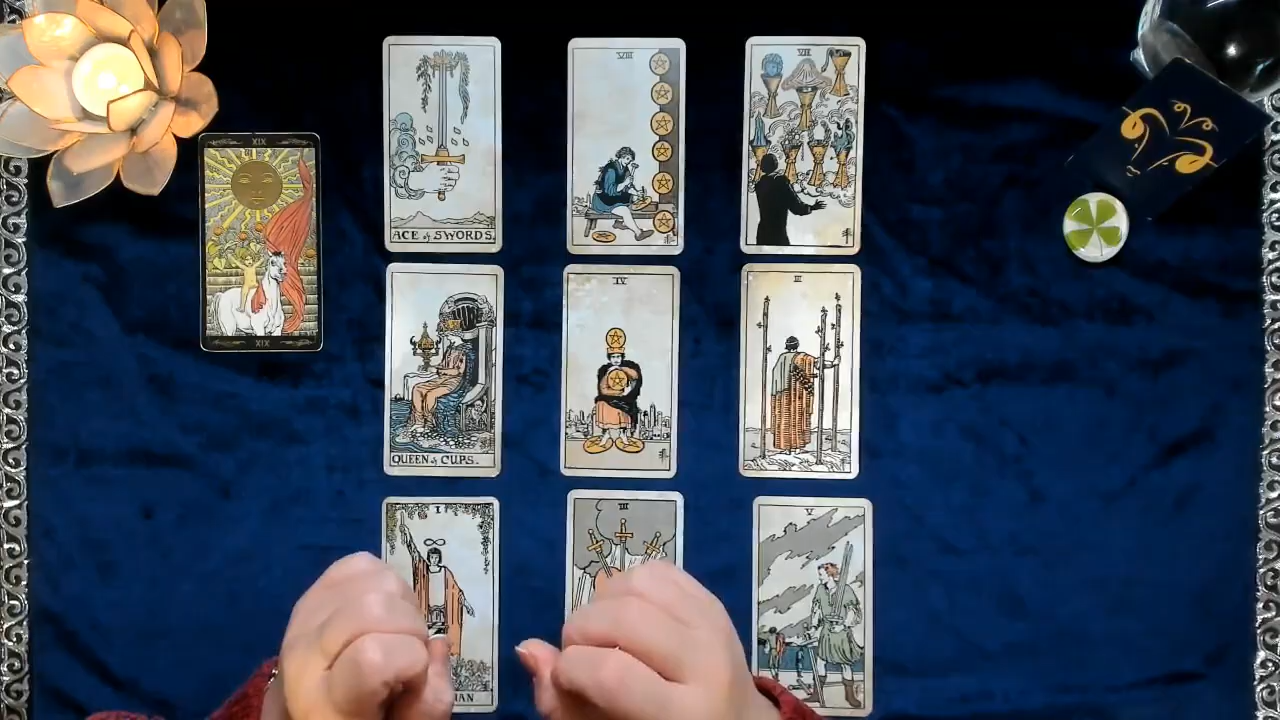 XIX
XIX
ACE of SWORDS.
VIII
VII
QUEEN of CUPS.
IV
III
I
III
V